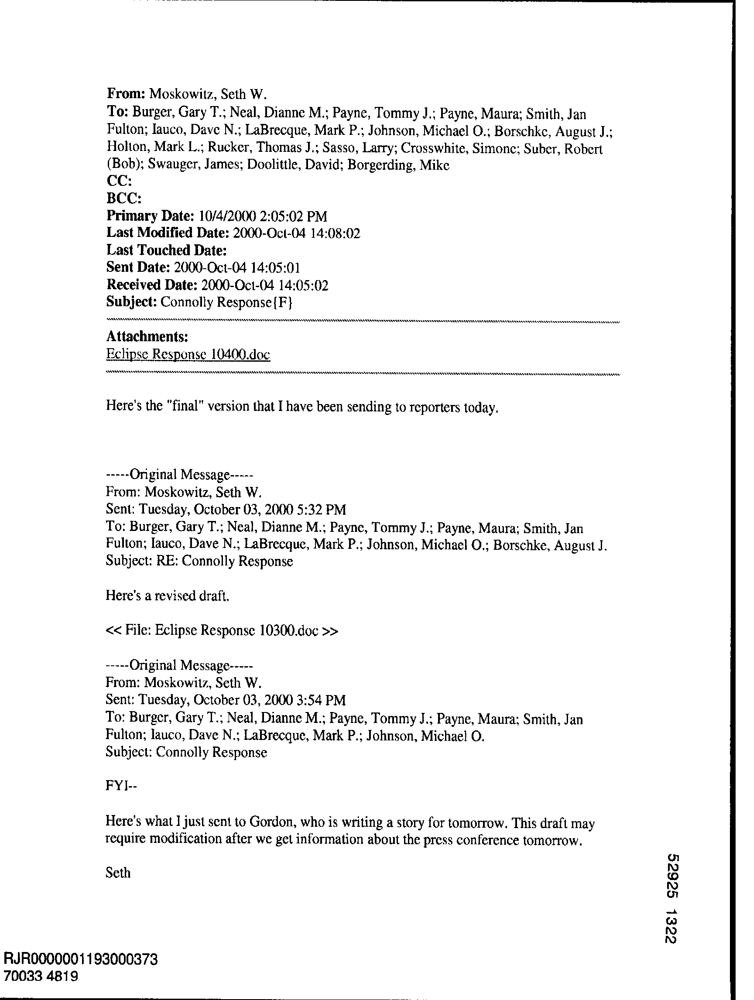 From: Moskowitz, Seth W.
To: Burger, Gary T.; Neal, Dianne M.; Payne, Tommy J.; Payne, Maura; Smith, Jan
Fulton; Iauco, Dave N.; LaBrecque, Mark P.; Johnson, Michael O.; Borschke, August J.;
Holton, Mark L.; Rucker, Thomas J.; Sasso, Larry; Crosswhite, Simone; Suber, Robert
(Bob); Swauger, James; Doolittle, David; Borgerding, Mike
CC:
BCC:
Primary Date: 10/4/2000 2:05:02 PM
Last Modified Date: 2000-Oct-04 14:08:02
Last Touched Date:
Sent Date: 2000-Oct-04 14:05:01
Received Date: 2000-Oct-04 14:05:02
Subject: Connolly Response{F}
Attachments:
Eclipse Response 10400.doc
Here's the "final" version that I have been sending to reporters today.
-----Original Message-----
From: Moskowitz, Seth W.
Sent: Tuesday, October 03, 2000 5:32 PM
To: Burger, Gary T.; Neal, Dianne M.; Payne, Tommy J.; Payne, Maura; Smith, Jan
Fulton; Iauco, Dave N.; LaBrecque, Mark P.; Johnson, Michael O.; Borschke, August J.
Subject: RE: Connolly Response
Here's a revised draft.
<< File: Eclipse Response 10300.doc >>
-----Original Message-----
From: Moskowitz, Seth W.
Sent: Tuesday, October 03, 2000 3:54 PM
To: Burger, Gary T.; Neal, Dianne M.; Payne, Tommy J.; Payne, Maura; Smith, Jan
Fulton; Iauco, Dave N.; LaBrecque, Mark P.; Johnson, Michael O.
Subject: Connolly Response
FYI--
Here's what I just sent to Gordon, who is writing a story for tomorrow. This draft may
require modification after we get information about the press conference tomorrow.
Seth
52925 1322
RJR0000001193000373
70033 4819